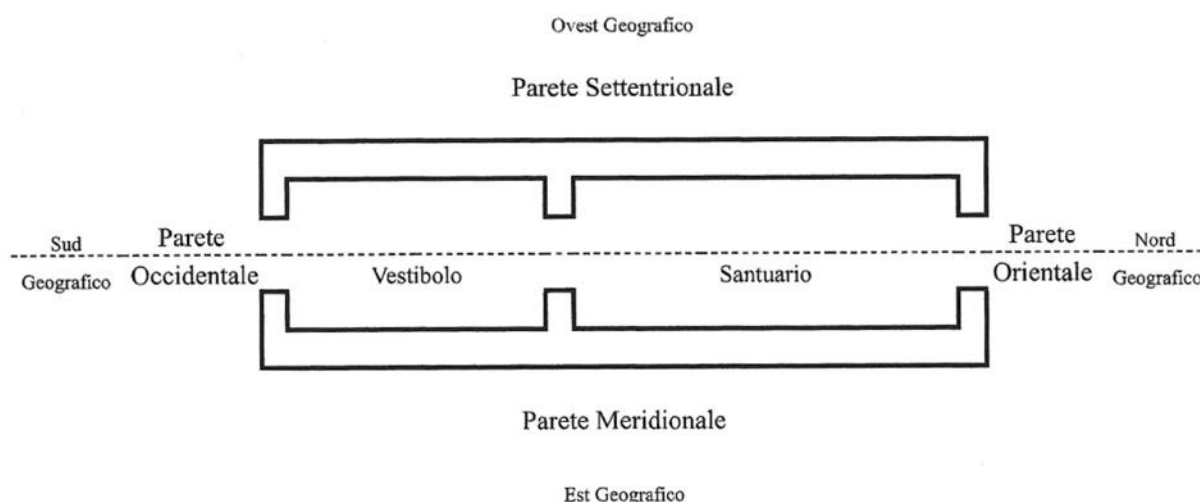 Ovest Geografico
Parete Settentrionale
Sud
Geografico
Parete
Occidentale
Vestibolo
Santuario
Parete
Orientale
Nord
Geografico
Parete Meridionale
Est Geografico